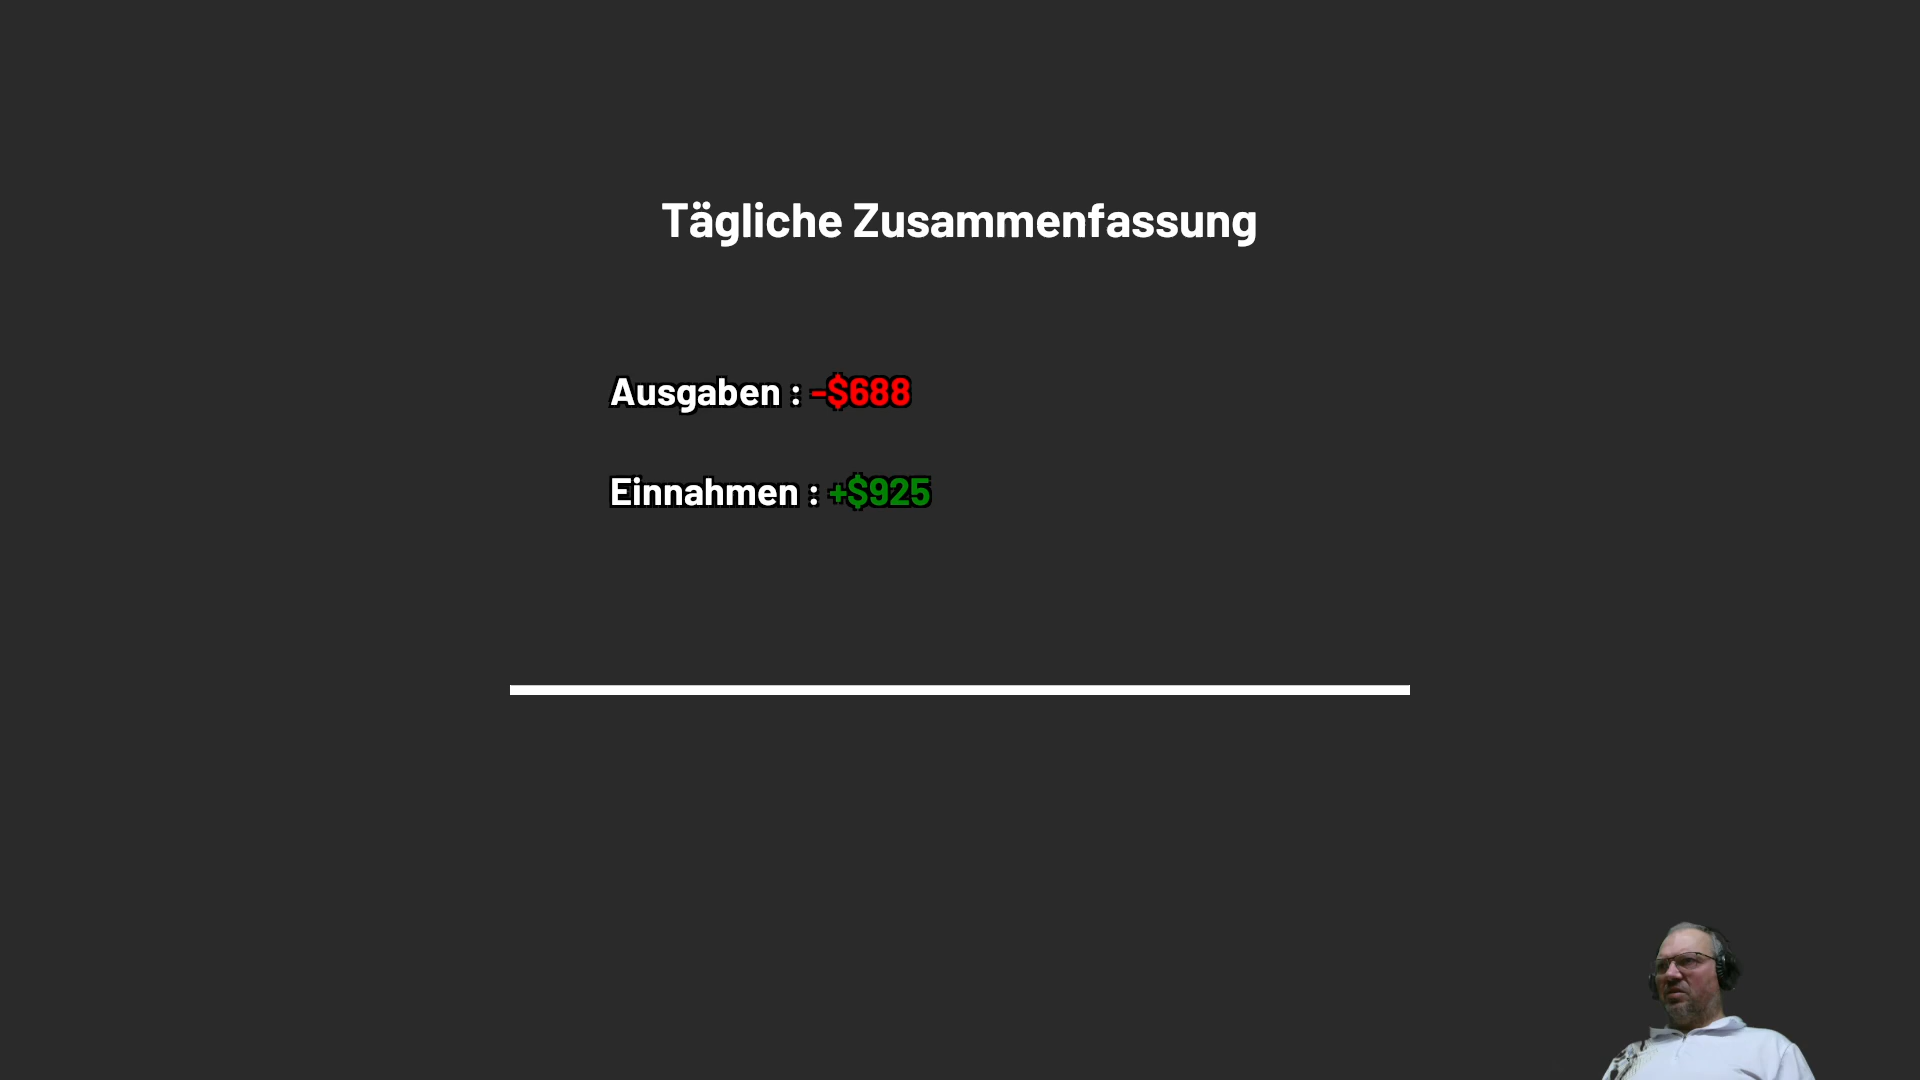 Tägliche Zusammenfassung
Ausgaben : -$688
Einnahmen : +$925